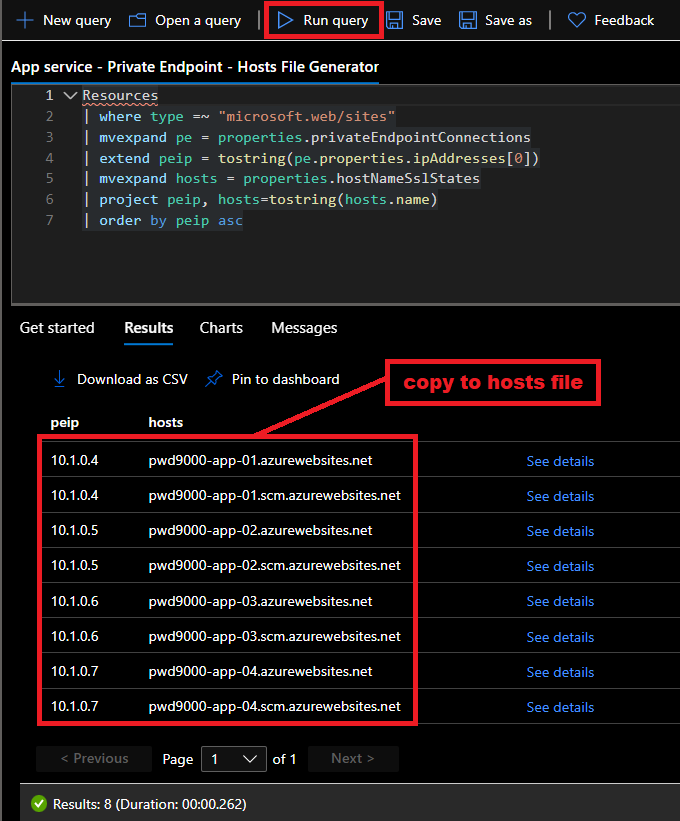 New query Open a query Run query Save Save as Feedback
App service - Private Endpoint - Hosts File Generator
1 Resources
2 | where type =~ "microsoft.web/sites"
3 | mvexpand pe = properties.privateEndpointConnections
4 | extend peip = tostring(pe.properties.ipAddresses[0])
5 | mvexpand hosts = properties.hostNameSslStates
6 | project peip, hosts=tostring(hosts.name)
7 | order by peip asc
Get started Results Charts Messages
Download as CSV Pin to dashboard
copy to hosts file
peip hosts
10.1.0.4 pwd9000-app-01.azurewebsites.net See details
10.1.0.4 pwd9000-app-01.scm.azurewebsites.net See details
10.1.0.5 pwd9000-app-02.azurewebsites.net See details
10.1.0.5 pwd9000-app-02.scm.azurewebsites.net See details
10.1.0.6 pwd9000-app-03.azurewebsites.net See details
10.1.0.6 pwd9000-app-03.scm.azurewebsites.net See details
10.1.0.7 pwd9000-app-04.azurewebsites.net See details
10.1.0.7 pwd9000-app-04.scm.azurewebsites.net See details
< Previous Page 1 of 1 Next >
Results: 8 (Duration: 00:00.262)